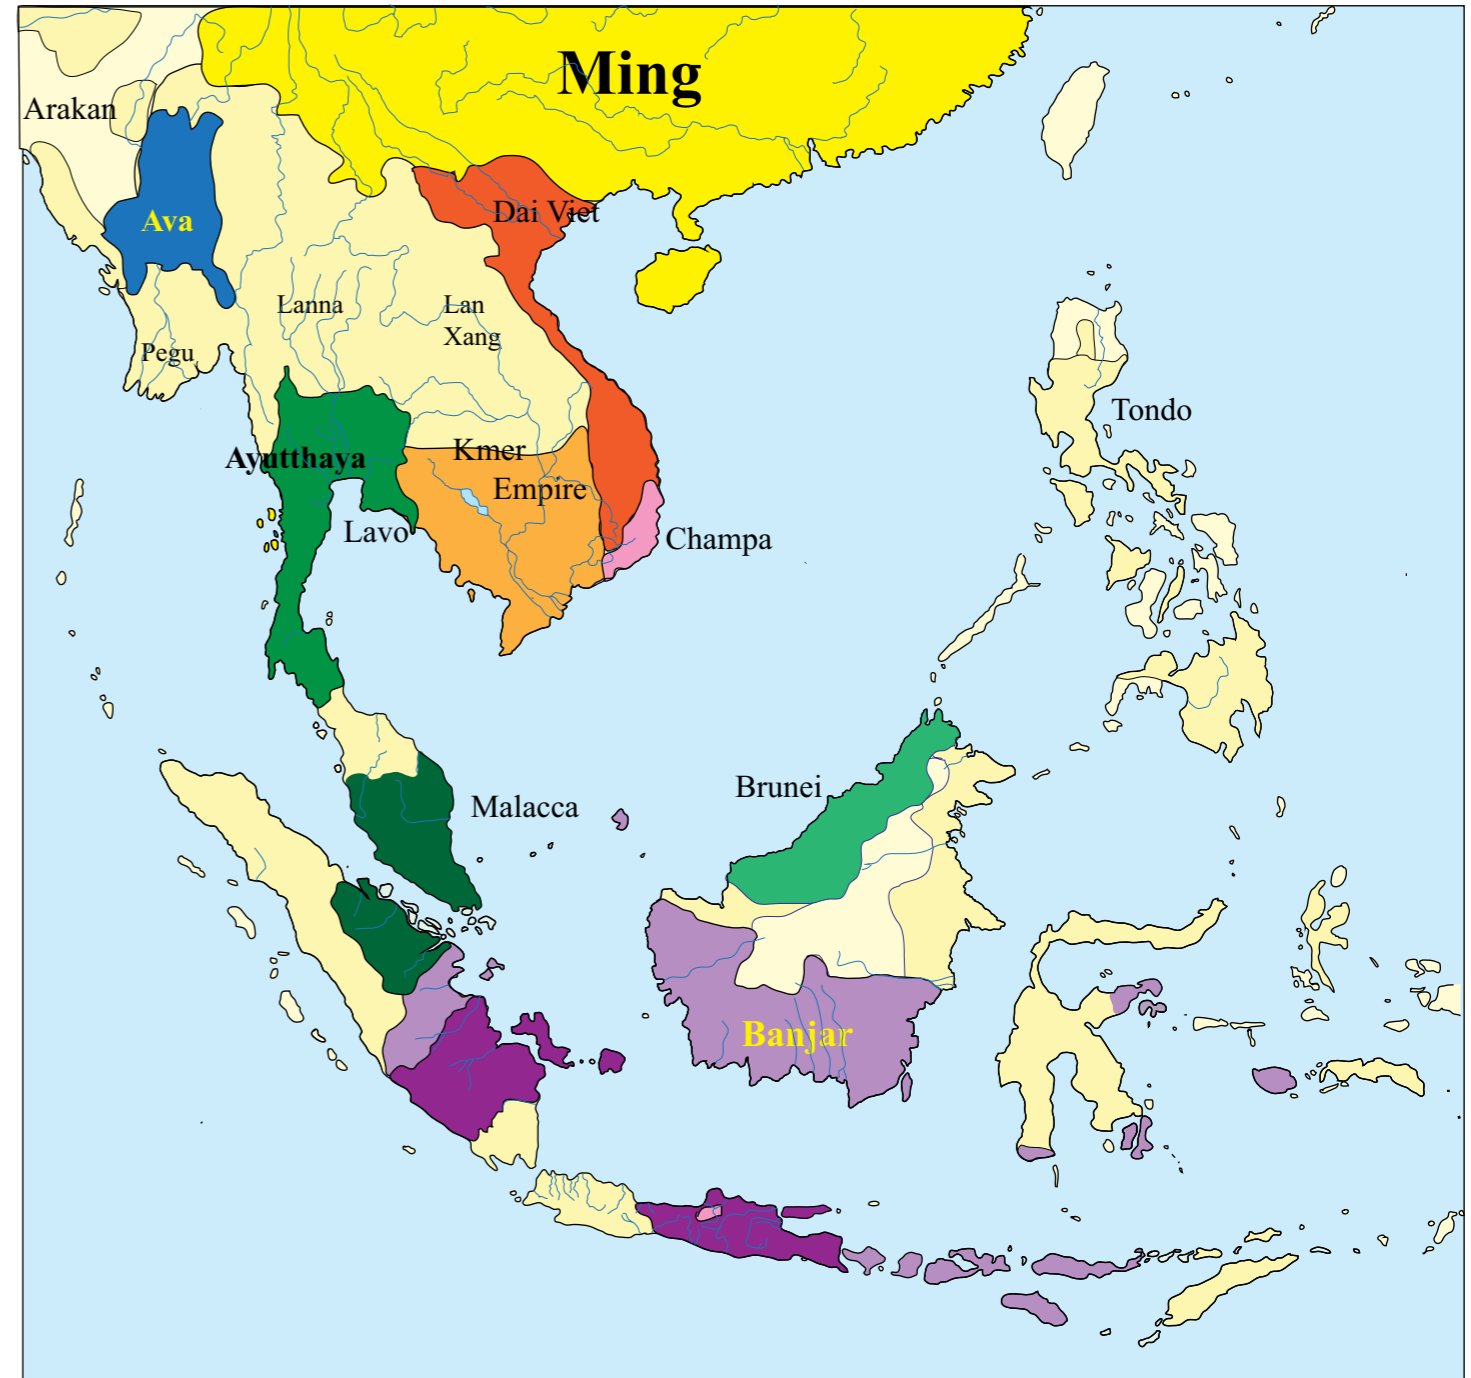 Ming
Arakan
Ava
Dai Viet
Lanna
Lan
Xang
Pegu
Tondo
Ayutthaya
Kmer
Empire
Lavo
Champa
Brunei
Malacca
Banjar